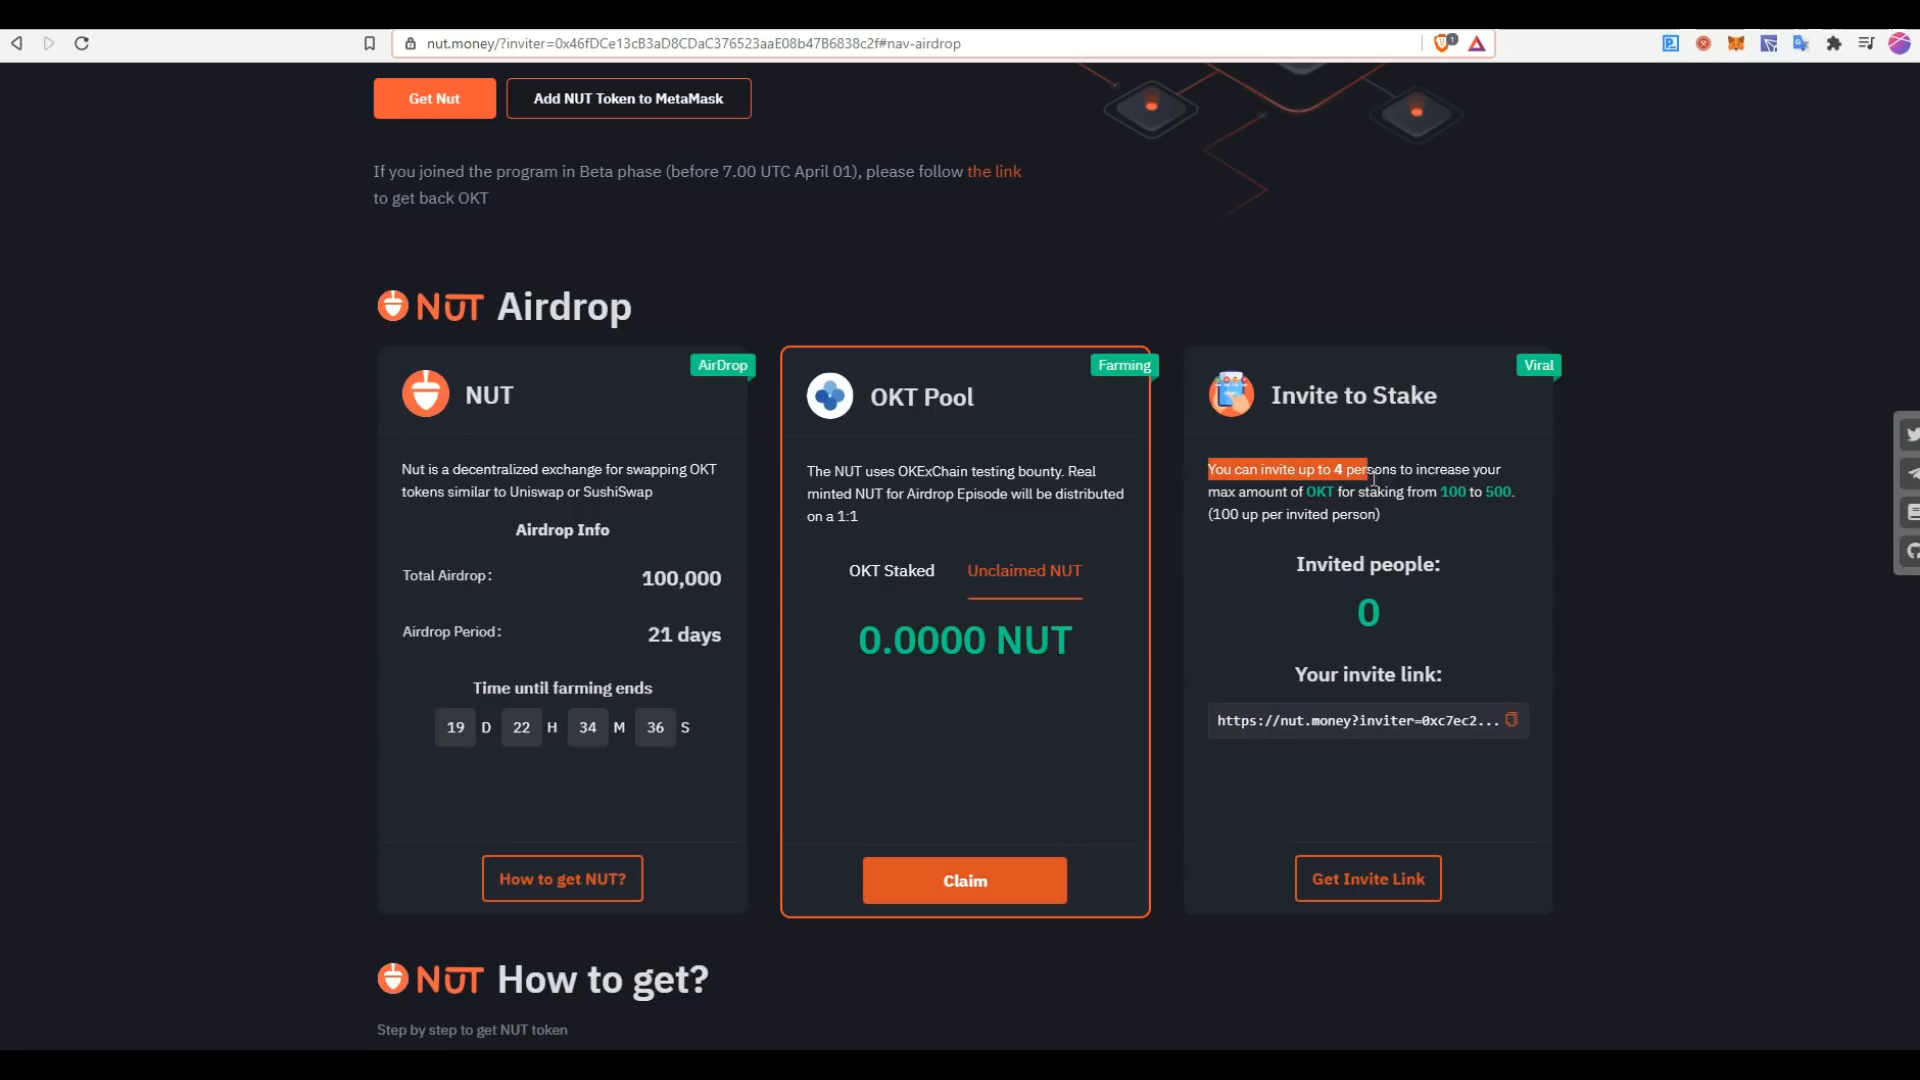 nut.money/?inviter=0x46fDCe13cB3aD8CDaC376523aaE08b47B6838c2f#nav-airdrop
1
Get Nut
Add NUT Token to MetaMask
If you joined the program in Beta phase (before 7.00 UTC April 01), please follow the link
to get back OKT
NUT Airdrop
AirDrop
NUT
Nut is a decentralized exchange for swapping OKT
tokens similar to Uniswap or SushiSwap
Airdrop Info
Total Airdrop: 100,000
Airdrop Period: 21 days
Time until farming ends
19 D 22 H 34 M 36 S
How to get NUT?
Farming
OKT Pool
The NUT uses OKExChain testing bounty. Real
minted NUT for Airdrop Episode will be distributed
on a 1:1
OKT Staked Unclaimed NUT
0.0000 NUT
Claim
Viral
Invite to Stake
You can invite up to 4 persons to increase your
max amount of OKT for staking from 100 to 500.
(100 up per invited person)
Invited people:
0
Your invite link:
https://nut.money?inviter=0xc7ec2...
Get Invite Link
NUT How to get?
Step by step to get NUT token